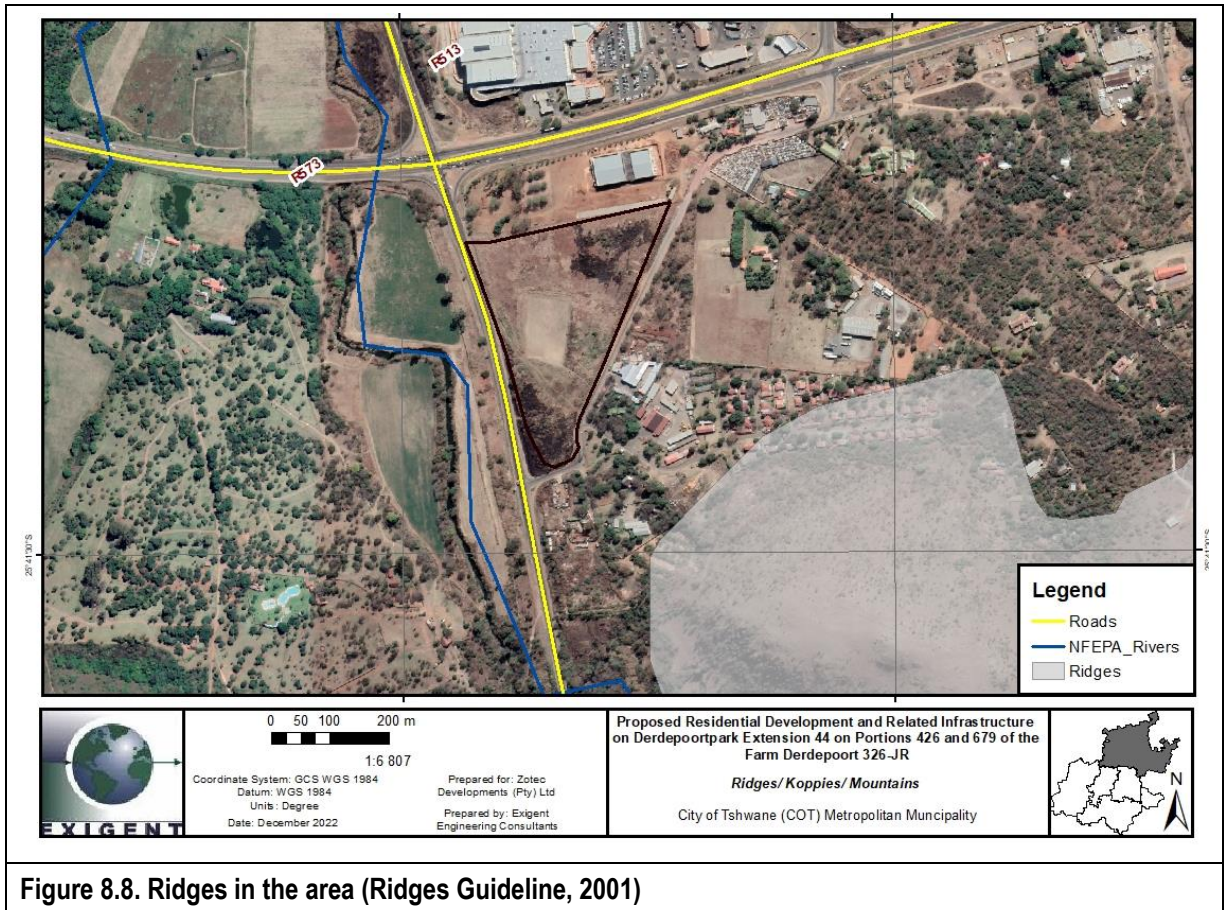 R513
R573
25°41'30"S
Legend
Roads
NFEPA_Rivers
Ridges
EXIGENT
0 50 100 200 m
1:6 807
Coordinate System: GCS WGS 1984
Datum: WGS 1984
Units: Degree
Date: December 2022
Prepared for: Zotec
Developments (Pty) Ltd
Prepared by: Exigent
Engineering Consultants
Proposed Residential Development and Related Infrastructure
on Derdepoortpark Extension 44 on Portions 426 and 679 of the
Farm Derdepoort 326-JR
Ridges/ Koppies/ Mountains
City of Tshwane (COT) Metropolitan Muncipality
N
Figure 8.8. Ridges in the area (Ridges Guideline, 2001)